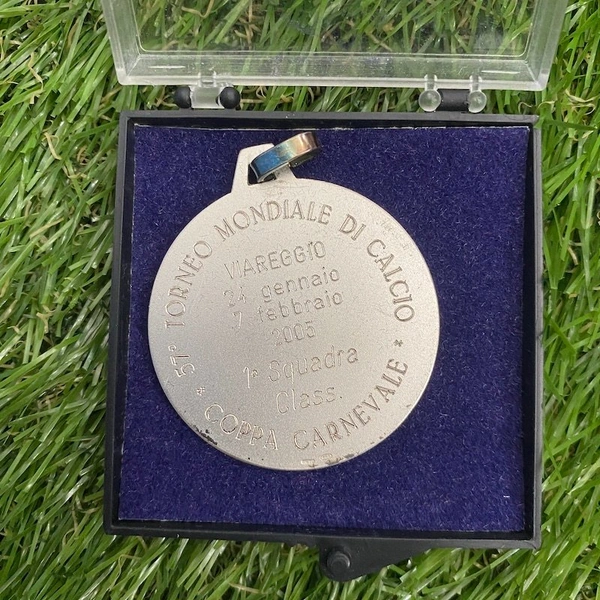 57° TORNEO MONDIALE DI CALCIO
VIAREGGIO
24 gennaio
7 febbraio
2005
1ª Squadra
Class.
* COPPA CARNEVALE *